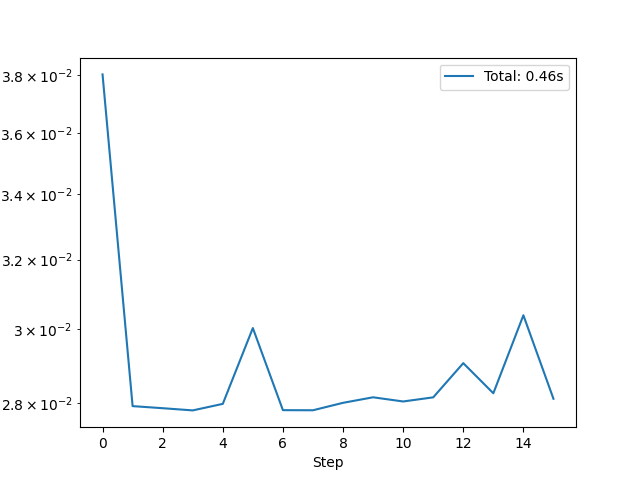 Total: 0.46s
3.8 × 10⁻²
3.6 × 10⁻²
3.4 × 10⁻²
3.2 × 10⁻²
3 × 10⁻²
2.8 × 10⁻²
0 2 4 6 8 10 12 14
Step